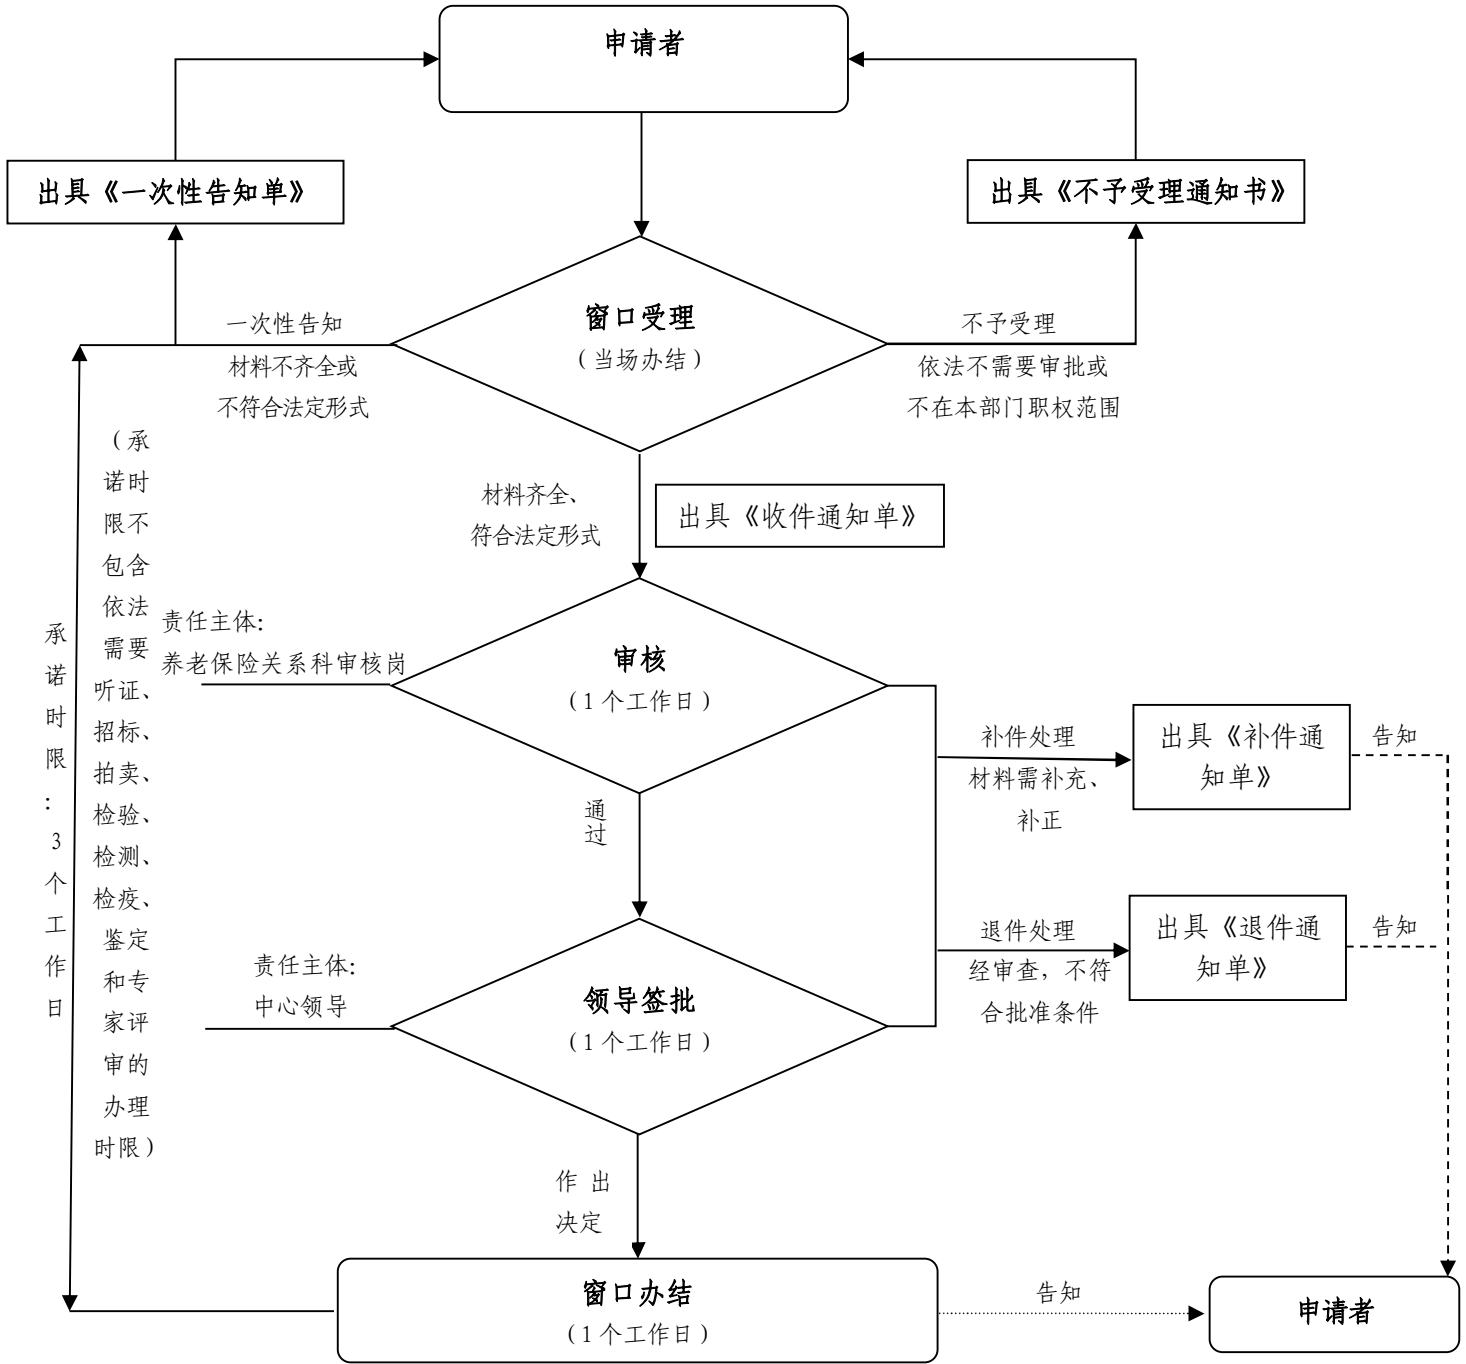 申请者
出具《一次性告知单》
出具《不予受理通知书》
窗口受理
（当场办结）
一次性告知
材料不齐全或
不符合法定形式
不予受理
依法不需要审批或
不在本部门职权范围
材料齐全、
符合法定形式
出具《收件通知单》
承诺时限：3个工作日
（承
诺时
限不
包含
依法
需要
听证、
招标、
拍卖、
检验、
检测、
检疫、
鉴定
和专
家评
审的
办理
时限）
责任主体:
养老保险关系科审核岗
审核
（1个工作日）
补件处理
材料需补充、
补正
出具《补件通
知单》
告知
通
过
退件处理
经审查，不符
合批准条件
出具《退件通
知单》
告知
责任主体:
中心领导
领导签批
（1个工作日）
作 出
决定
窗口办结
（1个工作日）
告知
申请者